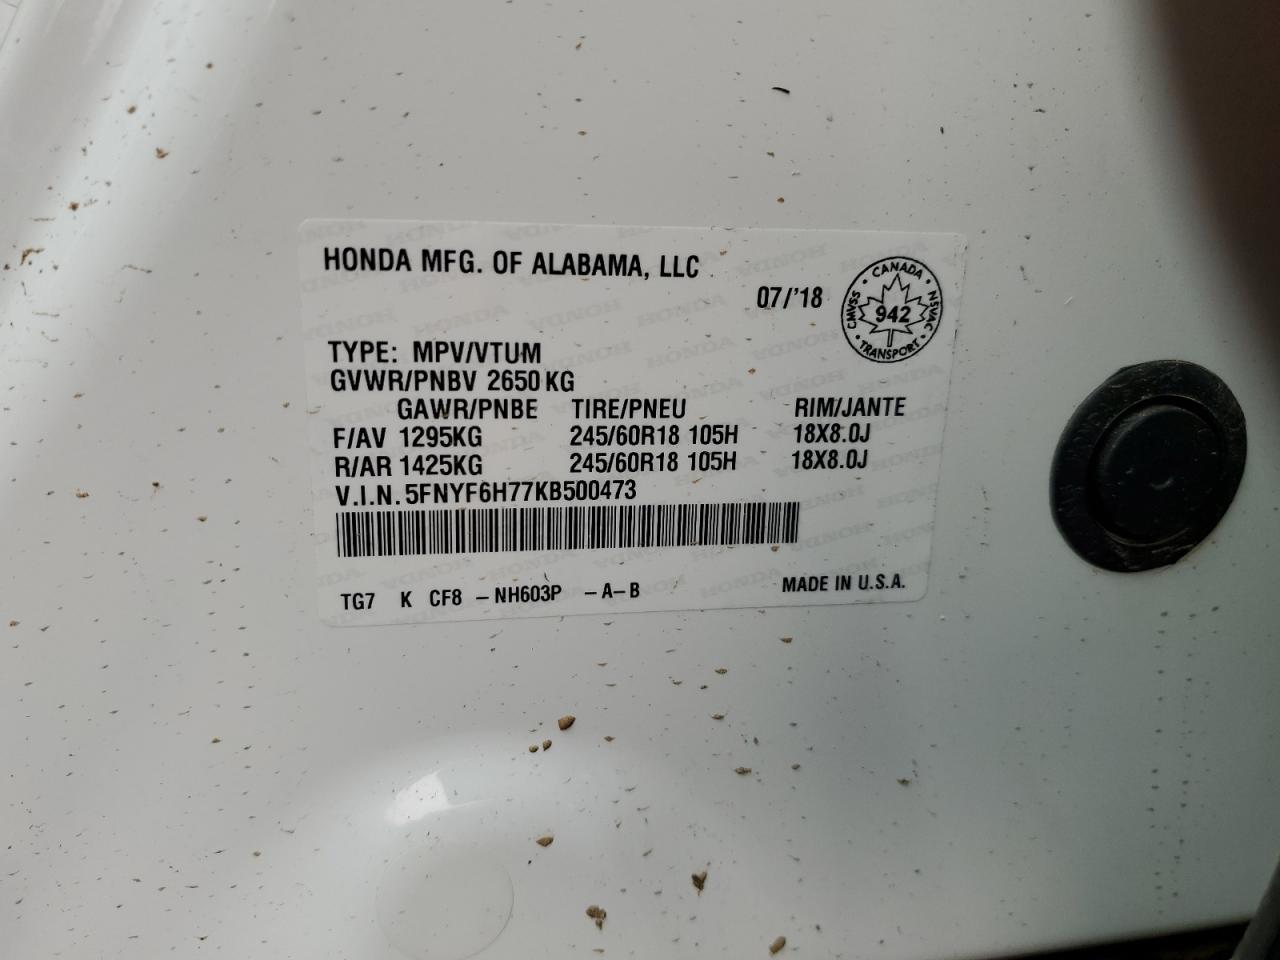 HONDA MFG. OF ALABAMA, LLC
07/'18
CANADA
CMVSS 942 NSVAC
TRANSPORT
TYPE: MPV/VTUM
GVWR/PNBV 2650 KG
GAWR/PNBE TIRE/PNEU RIM/JANTE
F/AV 1295KG 245/60R18 105H 18X8.0J
R/AR 1425KG 245/60R18 105H 18X8.0J
V.I.N. 5FNYF6H77KB500473
TG7 K CF8 – NH603P – A – B MADE IN U.S.A.